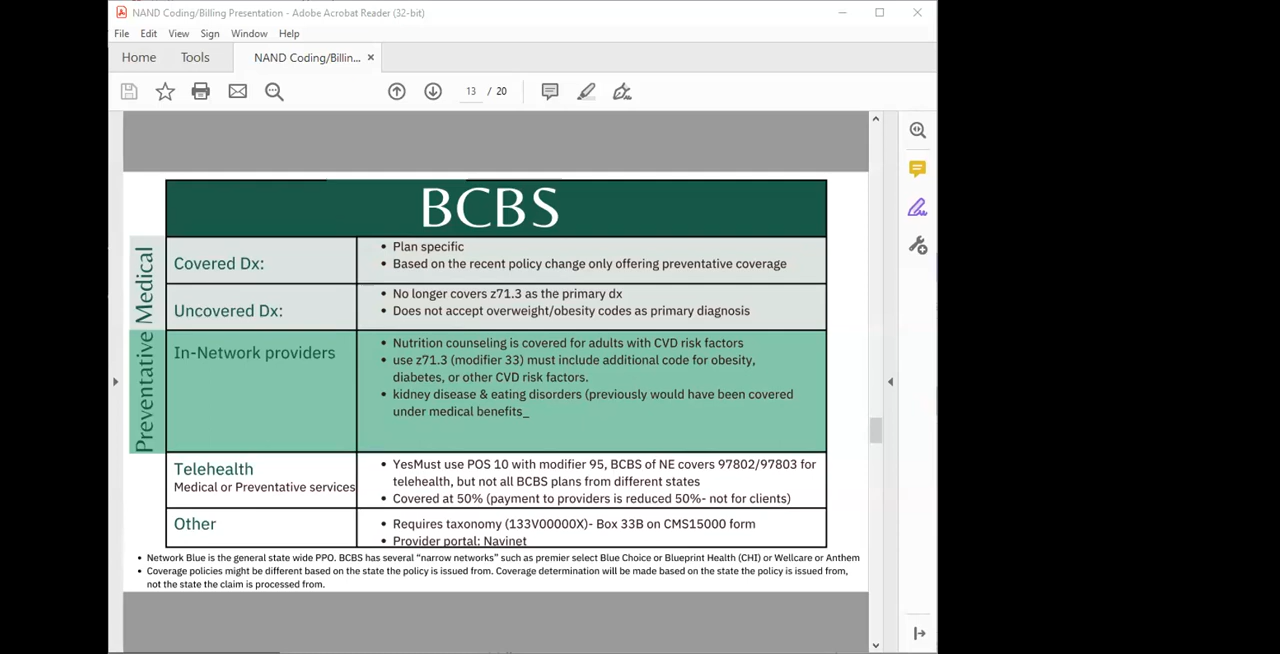 NAND Coding/Billing Presentation - Adobe Acrobat Reader (32-bit)
File Edit View Sign Window Help
Home Tools NAND Coding/Billin... ×
13 / 20
BCBS
Preventative Medical
Covered Dx:
• Plan specific
• Based on the recent policy change only offering preventative coverage
Uncovered Dx:
• No longer covers z71.3 as the primary dx
• Does not accept overweight/obesity codes as primary diagnosis
In-Network providers
• Nutrition counseling is covered for adults with CVD risk factors
• use z71.3 (modifier 33) must include additional code for obesity,
diabetes, or other CVD risk factors.
• kidney disease & eating disorders (previously would have been covered
under medical benefits_
Telehealth
Medical or Preventative services
• YesMust use POS 10 with modifier 95, BCBS of NE covers 97802/97803 for
telehealth, but not all BCBS plans from different states
• Covered at 50% (payment to providers is reduced 50%- not for clients)
Other
• Requires taxonomy (133V00000X)- Box 33B on CMS15000 form
• Provider portal: Navinet
• Network Blue is the general state wide PPO. BCBS has several “narrow networks” such as premier select Blue Choice or Blueprint Health (CHI) or Wellcare or Anthem
• Coverage policies might be different based on the state the policy is issued from. Coverage determination will be made based on the state the policy is issued from,
not the state the claim is processed from.